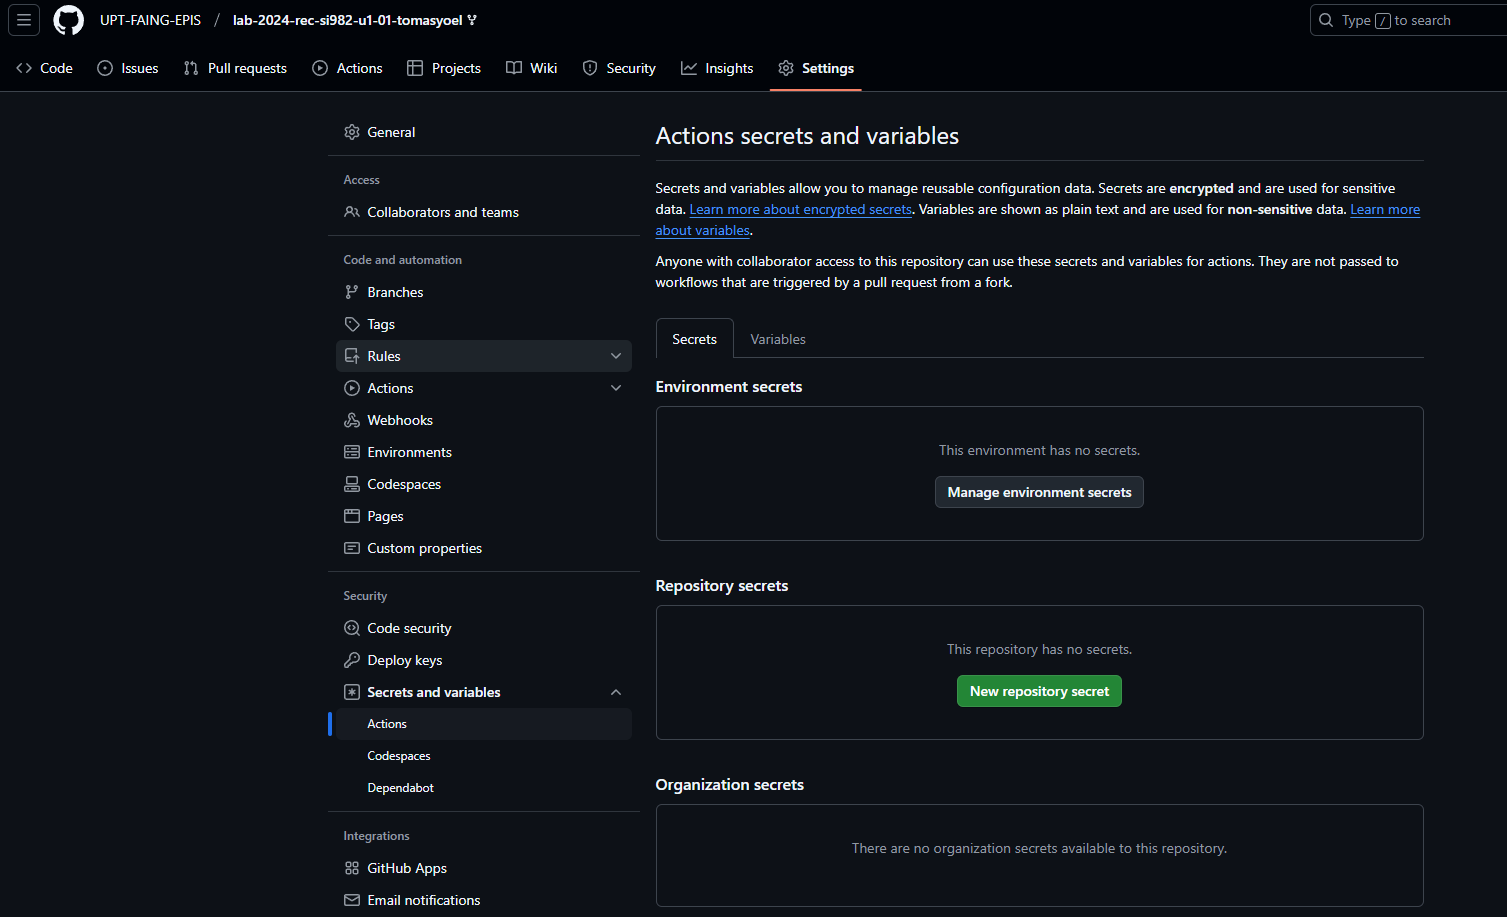 UPT-FAING-EPIS / lab-2024-rec-si982-u1-01-tomasyoel
Type / to search
Code Issues Pull requests Actions Projects Wiki Security Insights Settings
General
Access
Collaborators and teams
Code and automation
Branches
Tags
Rules
Actions
Webhooks
Environments
Codespaces
Pages
Custom properties
Security
Code security
Deploy keys
Secrets and variables
Actions
Codespaces
Dependabot
Integrations
GitHub Apps
Email notifications
Actions secrets and variables
Secrets and variables allow you to manage reusable configuration data. Secrets are encrypted and are used for sensitive
data. Learn more about encrypted secrets. Variables are shown as plain text and are used for non-sensitive data. Learn more
about variables.
Anyone with collaborator access to this repository can use these secrets and variables for actions. They are not passed to
workflows that are triggered by a pull request from a fork.
Secrets Variables
Environment secrets
This environment has no secrets.
Manage environment secrets
Repository secrets
This repository has no secrets.
New repository secret
Organization secrets
There are no organization secrets available to this repository.